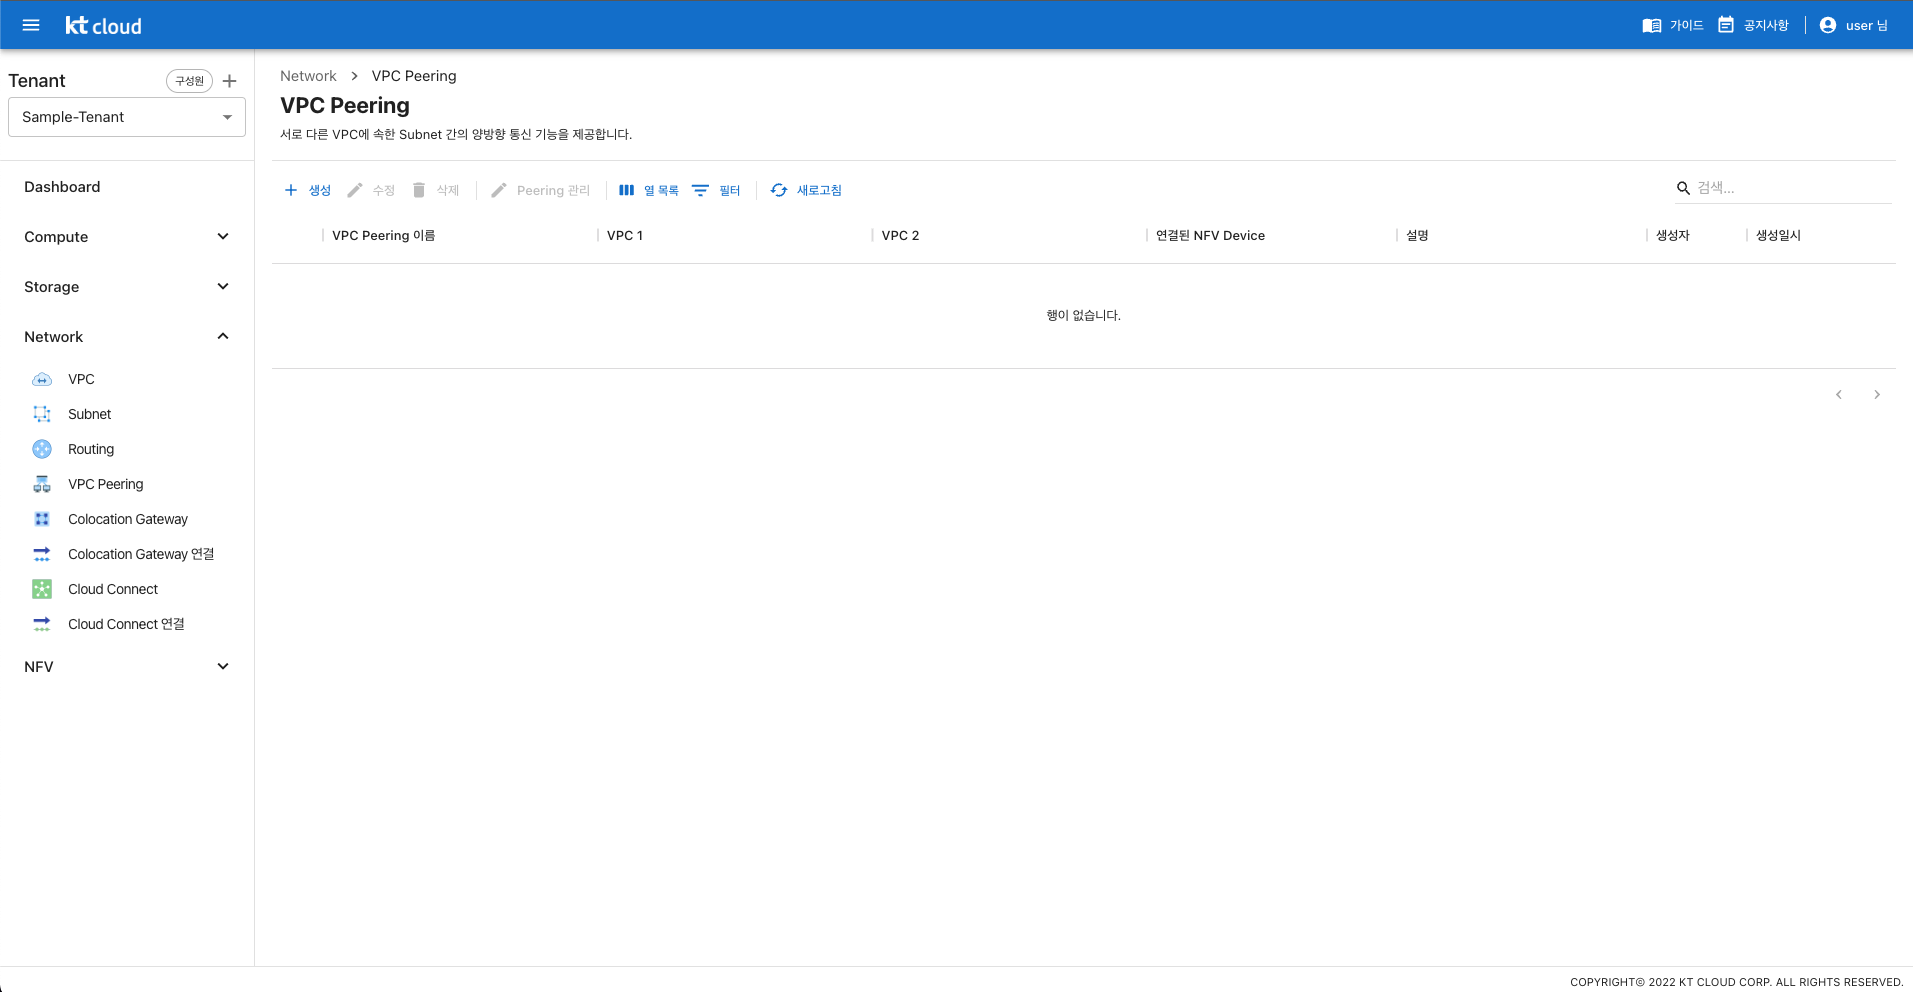 kt cloud
가이드
공지사항
user 님
Tenant
구성원
Sample-Tenant
Dashboard
Compute
Storage
Network
VPC
Subnet
Routing
VPC Peering
Colocation Gateway
Colocation Gateway 연결
Cloud Connect
Cloud Connect 연결
NFV
Network > VPC Peering
VPC Peering
서로 다른 VPC에 속한 Subnet 간의 양방향 통신 기능을 제공합니다.
생성 수정 삭제 Peering 관리 열 목록 필터 새로고침 검색...
VPC Peering 이름 VPC 1 VPC 2 연결된 NFV Device 설명 생성자 생성일시
행이 없습니다.
COPYRIGHT© 2022 KT CLOUD CORP. ALL RIGHTS RESERVED.